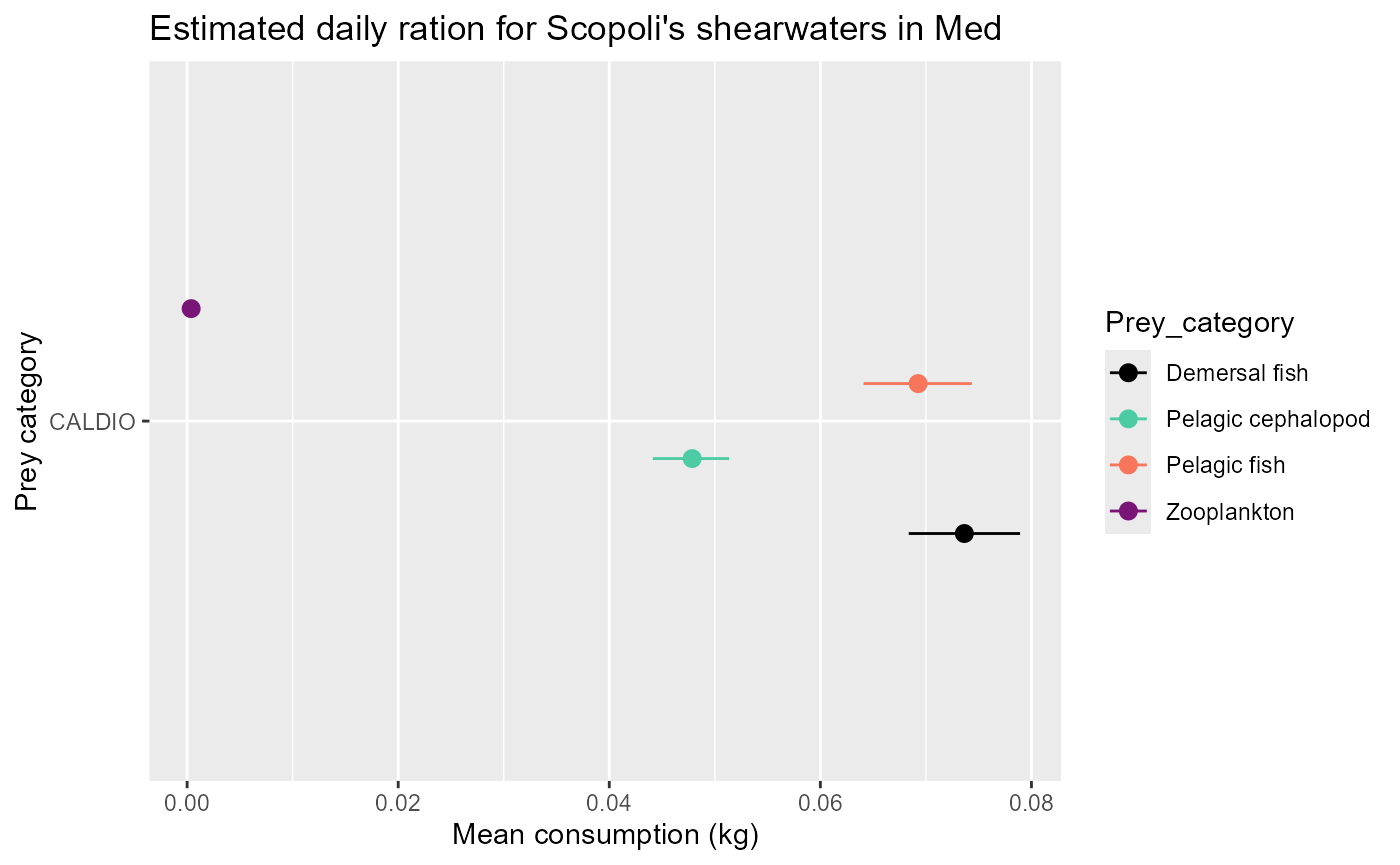 Estimated daily ration for Scopoli's shearwaters in Med
Prey category
CALDIO
0.00
0.02
0.04
0.06
0.08
Mean consumption (kg)
Prey_category
Demersal fish
Pelagic cephalopod
Pelagic fish
Zooplankton